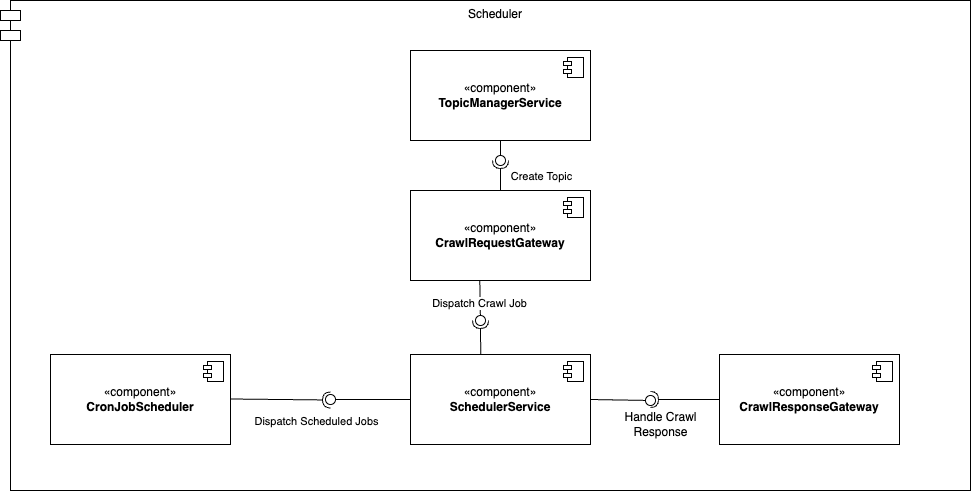 Scheduler
«component»
TopicManagerService
Create Topic
«component»
CrawlRequestGateway
Dispatch Crawl Job
«component»
CronJobScheduler
Dispatch Scheduled Jobs
«component»
SchedulerService
Handle Crawl
Response
«component»
CrawlResponseGateway